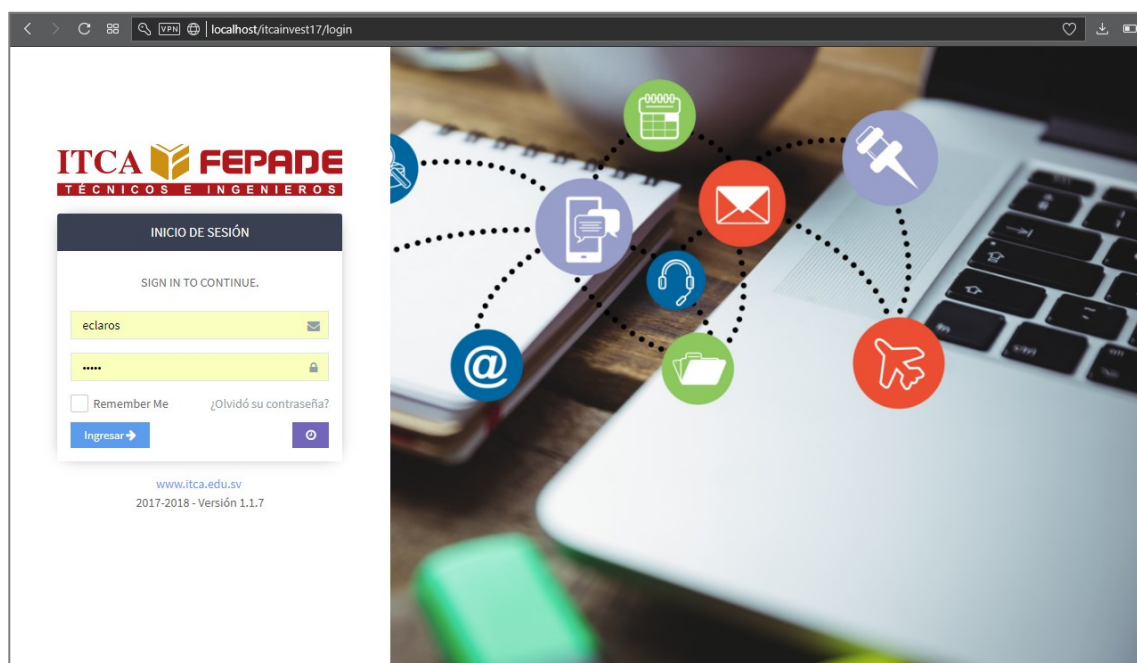 VPN localhost/itcainvest17/login
ITCA FEPADE
TÉCNICOS E INGENIEROS
INICIO DE SESIÓN
SIGN IN TO CONTINUE.
eclaros
•••••
Remember Me ¿Olvidó su contraseña?
Ingresar
www.itca.edu.sv
2017-2018 - Versión 1.1.7
00000
@